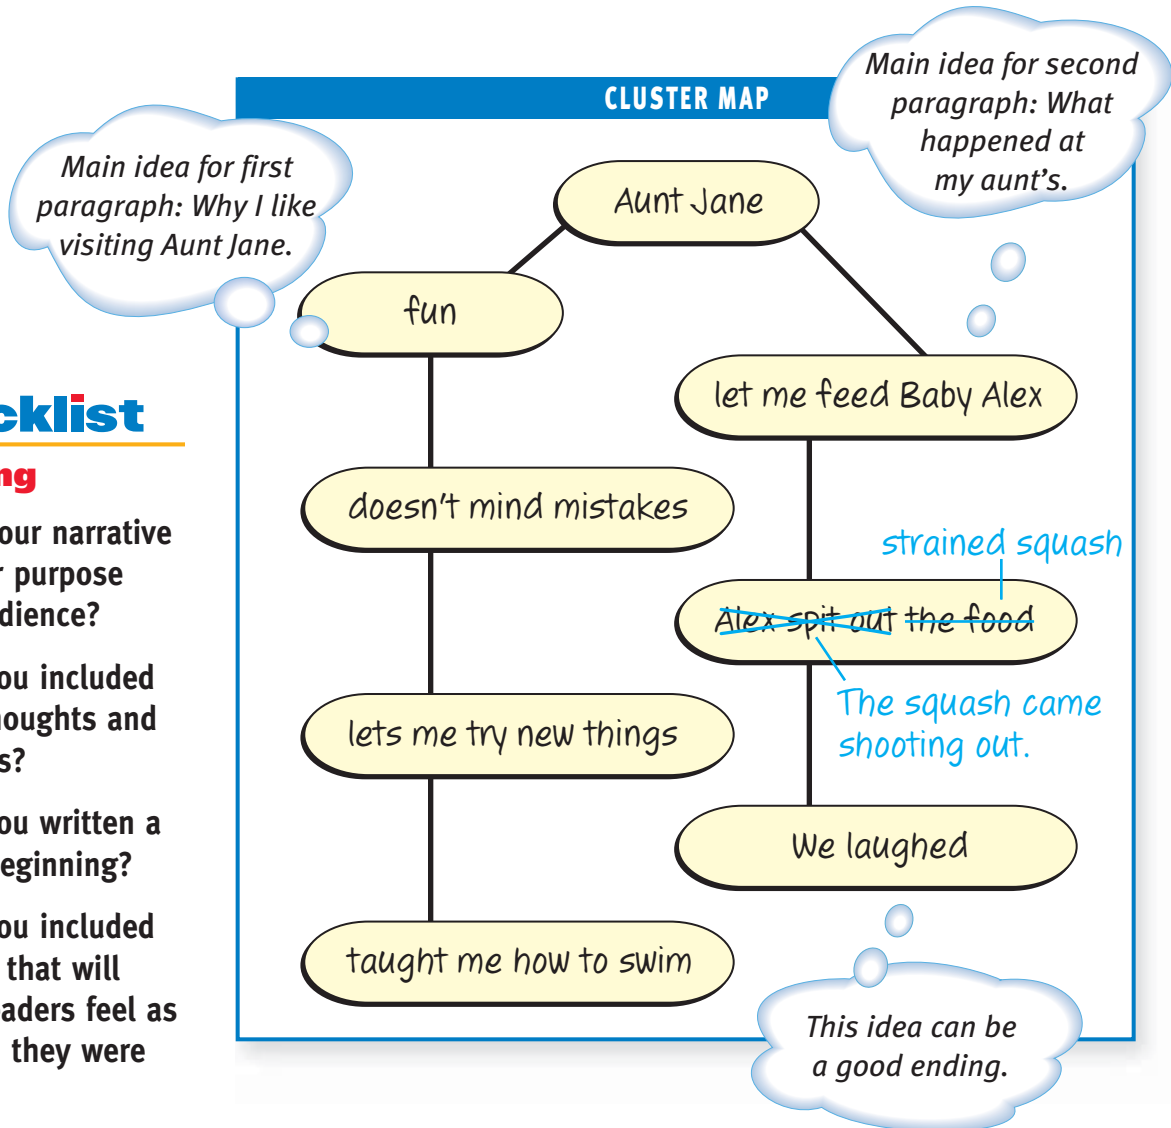 CLUSTER MAP
Main idea for first
paragraph: Why I like
visiting Aunt Jane.
Main idea for second
paragraph: What
happened at
my aunt's.
Aunt Jane
fun
doesn't mind mistakes
lets me try new things
taught me how to swim
let me feed Baby Alex
strained squash
Alex spit out the food
The squash came
shooting out.
We laughed
This idea can be
a good ending.
cklist
ng
our narrative
r purpose
dience?
ou included
houghts and
s?
ou written a
eginning?
ou included
that will
aders feel as
they were